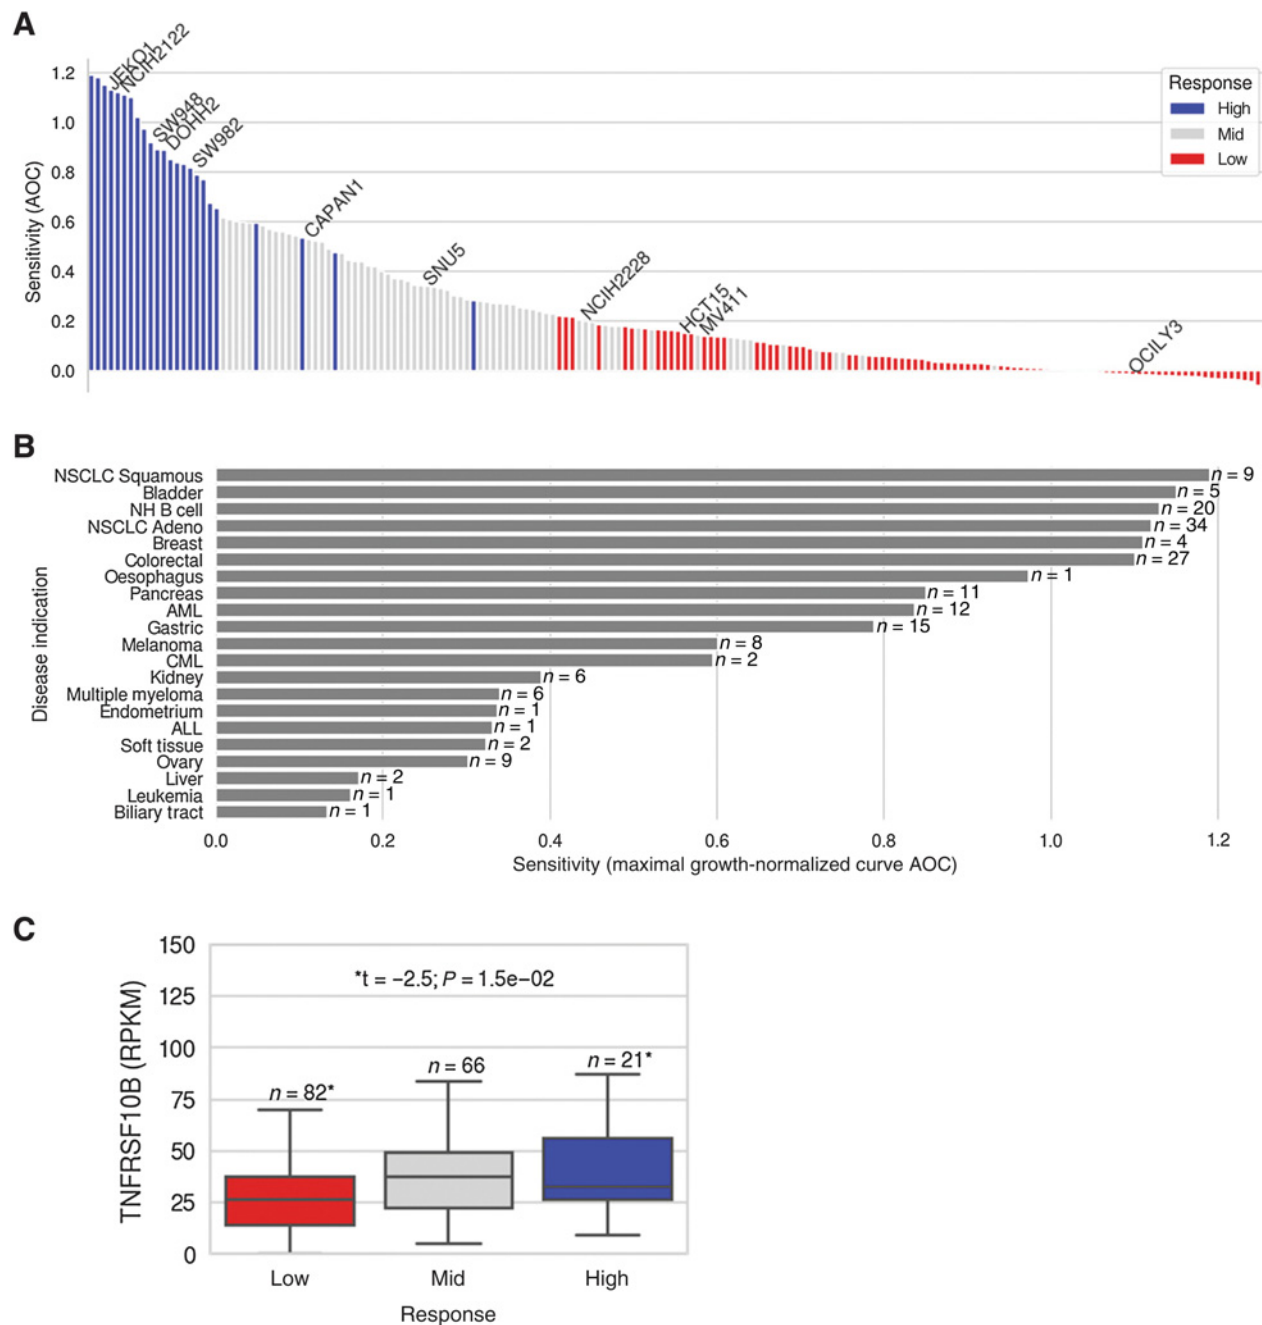 A
JEKO1
NCIH2122
SW948
DOHH2
SW982
CAPAN1
SNU5
NCIH2228
HCT15
MV411
OCILY3
Response
High
Mid
Low
Sensitivity (AOC)
1.2
1.0
0.8
0.6
0.4
0.2
0.0
B
Disease indication
NSCLC Squamous n = 9
Bladder n = 5
NH B cell n = 20
NSCLC Adeno n = 34
Breast n = 4
Colorectal n = 27
Oesophagus n = 1
Pancreas n = 11
AML n = 12
Gastric n = 15
Melanoma n = 8
CML n = 2
Kidney n = 6
Multiple myeloma n = 6
Endometrium n = 1
ALL n = 1
Soft tissue n = 2
Ovary n = 9
Liver n = 2
Leukemia n = 1
Biliary tract n = 1
0.0 0.2 0.4 0.6 0.8 1.0 1.2
Sensitivity (maximal growth-normalized curve AOC)
C
TNFRSF10B (RPKM)
150
125
100
75
50
25
0
*t = −2.5; P = 1.5e−02
n = 82*
n = 66
n = 21*
Low Mid High
Response